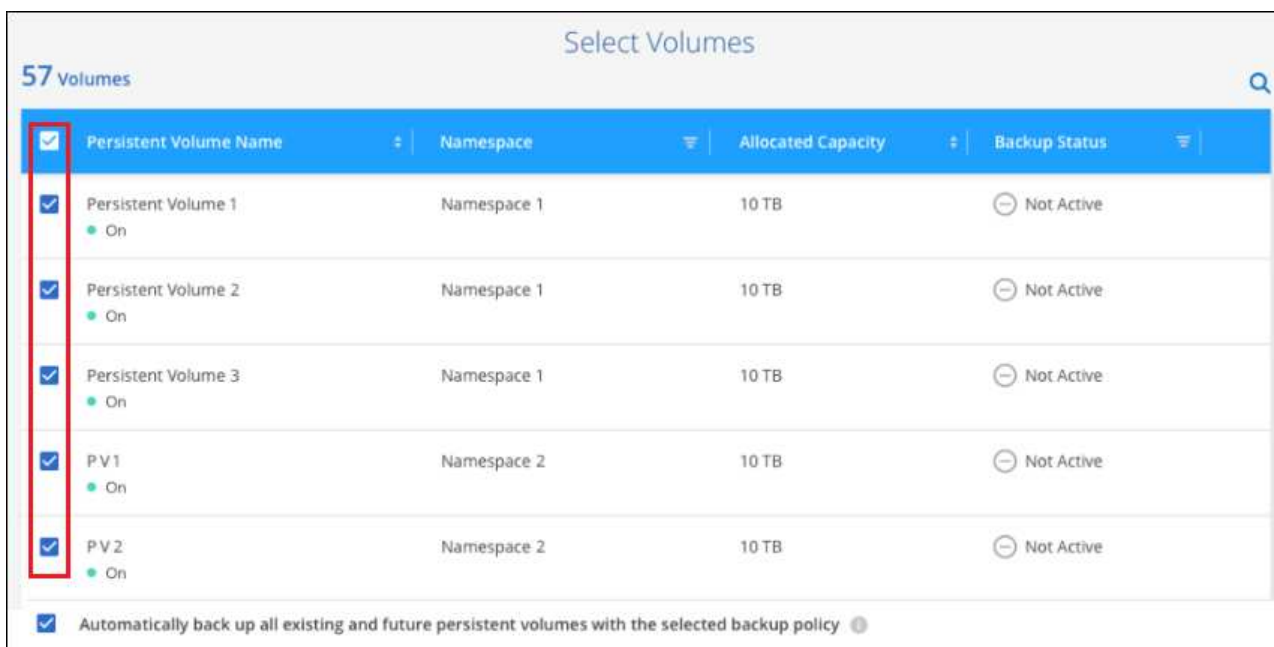 Select Volumes
57 Volumes
Persistent Volume Name Namespace Allocated Capacity Backup Status
Persistent Volume 1 Namespace 1 10 TB Not Active
On
Persistent Volume 2 Namespace 1 10 TB Not Active
On
Persistent Volume 3 Namespace 1 10 TB Not Active
On
PV1 Namespace 2 10 TB Not Active
On
PV2 Namespace 2 10 TB Not Active
On
Automatically back up all existing and future persistent volumes with the selected backup policy